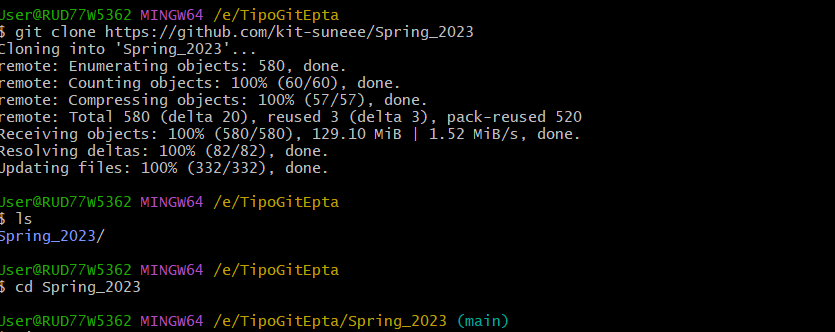 User@RUD77W5362 MINGW64 /e/TipoGitEpta
$ git clone https://github.com/kit-suneee/Spring_2023
Cloning into 'Spring_2023'...
remote: Enumerating objects: 580, done.
remote: Counting objects: 100% (60/60), done.
remote: Compressing objects: 100% (57/57), done.
remote: Total 580 (delta 20), reused 3 (delta 3), pack-reused 520
Receiving objects: 100% (580/580), 129.10 MiB | 1.52 MiB/s, done.
Resolving deltas: 100% (82/82), done.
Updating files: 100% (332/332), done.
User@RUD77W5362 MINGW64 /e/TipoGitEpta
$ ls
Spring_2023/
User@RUD77W5362 MINGW64 /e/TipoGitEpta
$ cd Spring_2023
User@RUD77W5362 MINGW64 /e/TipoGitEpta/Spring_2023 (main)